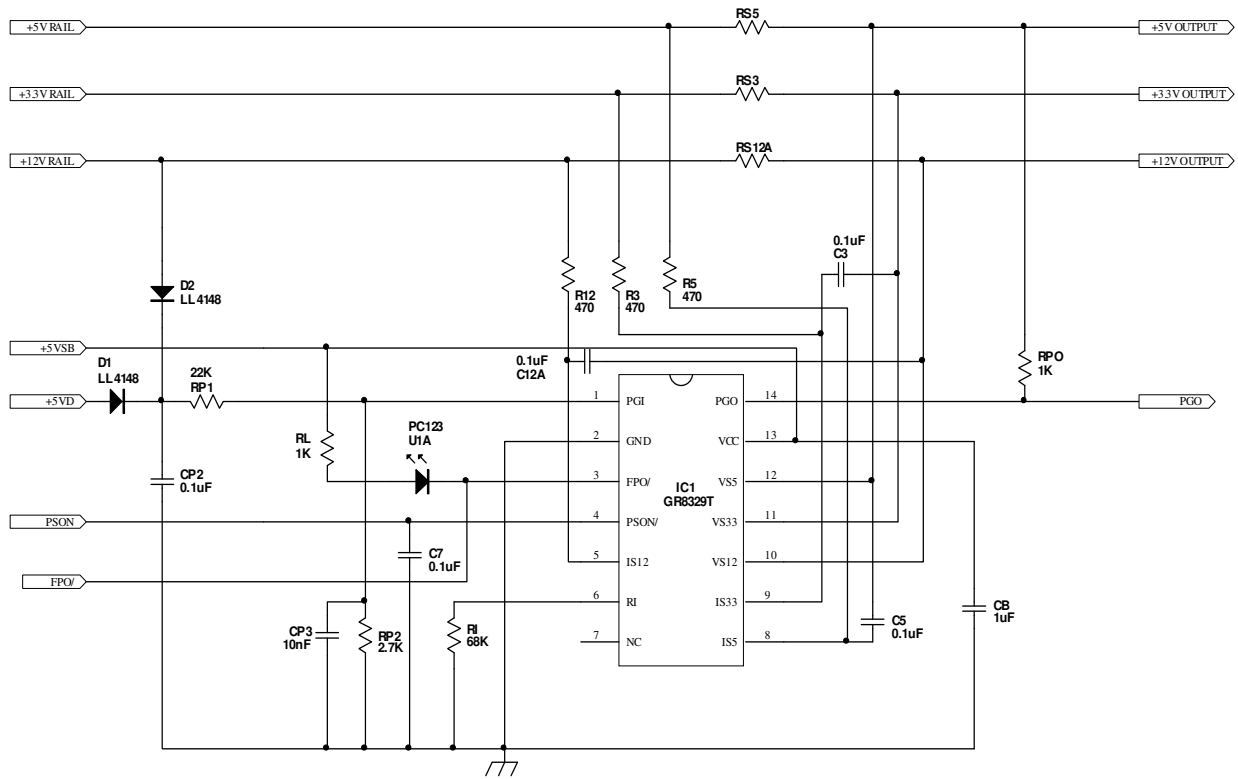 +5V RAIL
RS5
+5V OUTPUT
+3.3V RAIL
RS3
+3.3V OUTPUT
+12V RAIL
RS12A
+12V OUTPUT
0.1uF
C3
D2
LL4148
R12
470
R3
470
R5
470
+5VSB
D1
LL4148
22K
RP1
0.1uF
C12A
RPO
1K
+5VD
1
PGI
PGO
14
PGO
PC123
U1A
RL
1K
2
GND
VCC
13
CP2
0.1uF
3
FPO/
VS5
12
IC1
GR8329T
PSON
4
PSON/
VS33
11
C7
0.1uF
5
IS12
VS12
10
FPO/
6
RI
IS33
9
CP3
10nF
RP2
2.7K
RI
68K
7
NC
IS5
8
C5
0.1uF
CB
1uF